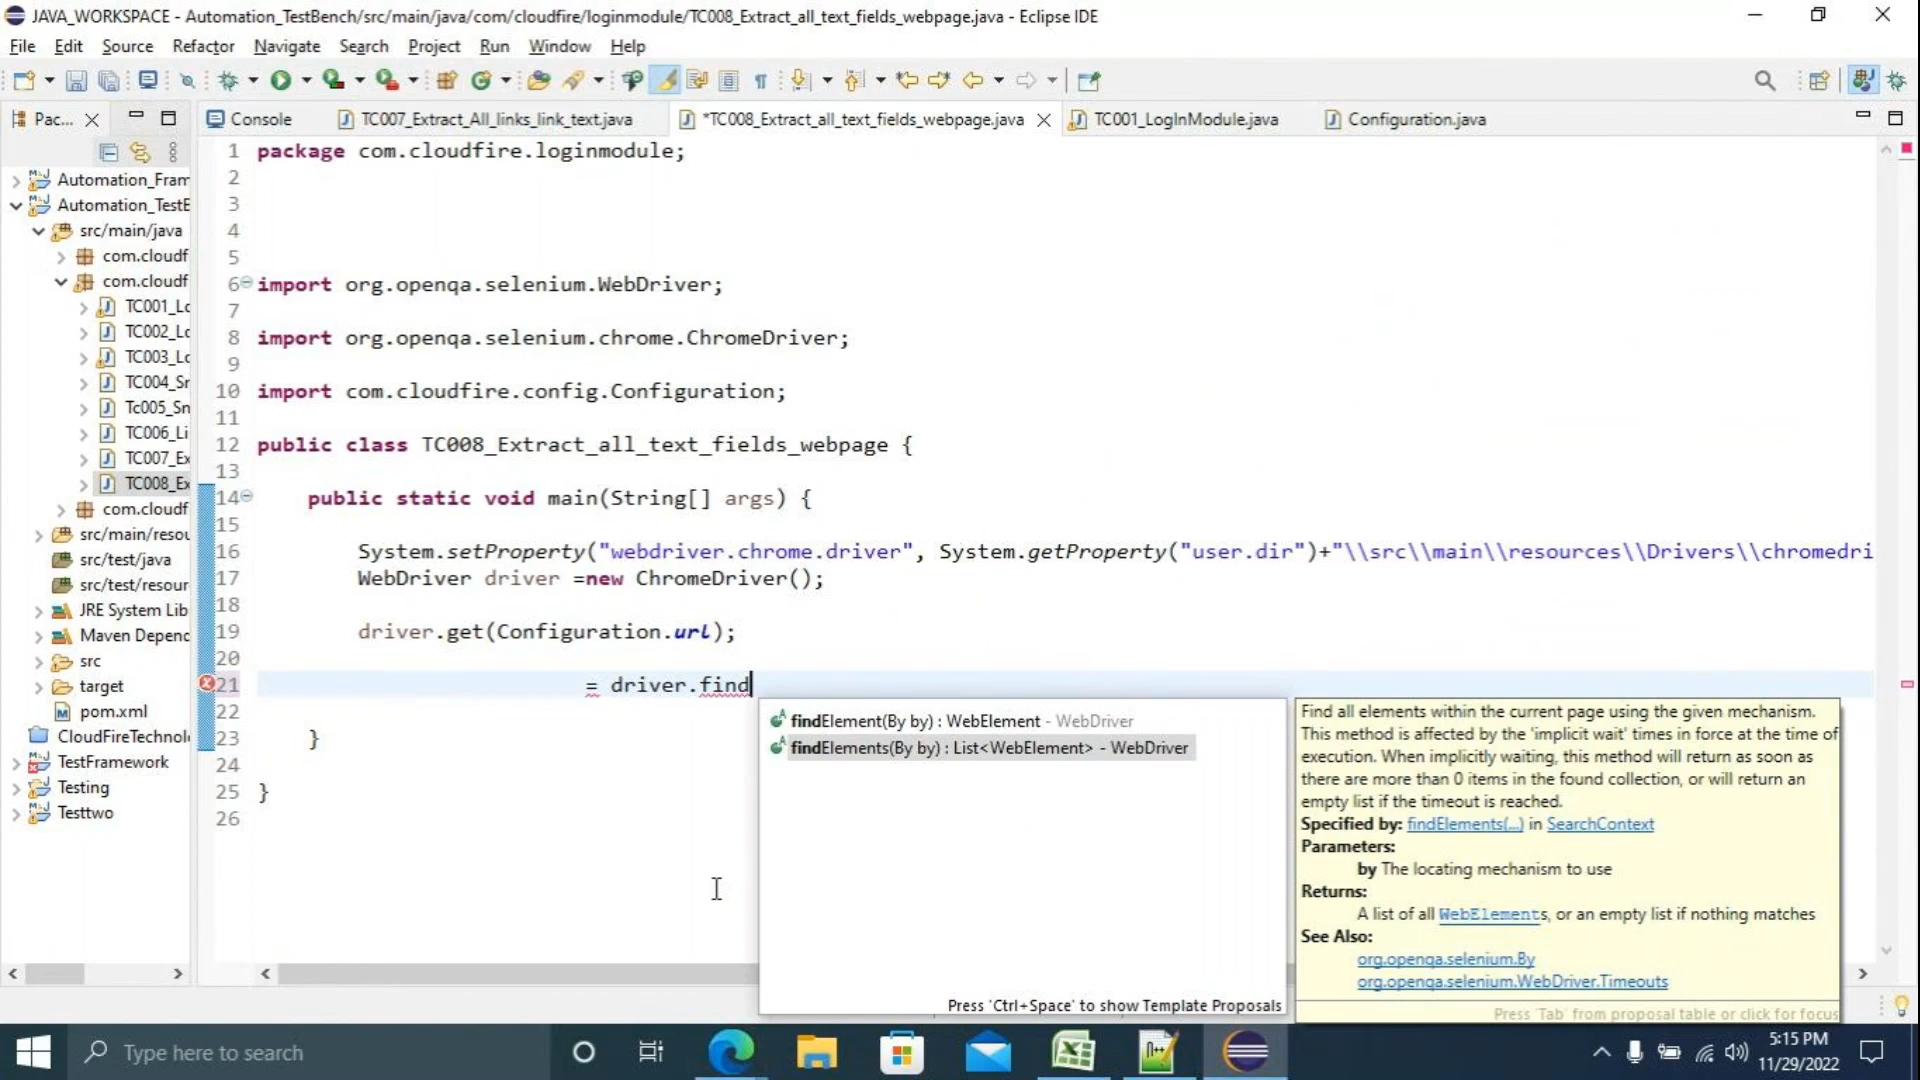 JAVA_WORKSPACE - Automation_TestBench/src/main/java/com/cloudfire/loginmodule/TC008_Extract_all_text_fields_webpage.java - Eclipse IDE
File Edit Source Refactor Navigate Search Project Run Window Help
Pac...
Console
TC007_Extract_All_links_link_text.java
*TC008_Extract_all_text_fields_webpage.java
TC001_LogInModule.java
Configuration.java
Automation_Fram
Automation_TestB
src/main/java
com.cloudf
com.cloudf
TC001_Lo
TC002_Lo
TC003_Lo
TC004_Sn
Tc005_Sn
TC006_Li
TC007_Ex
TC008_Ex
com.cloudf
src/main/resou
src/test/java
src/test/resour
JRE System Lib
Maven Depend
src
target
pom.xml
CloudFireTechnol
TestFramework
Testing
Testtwo
1 package com.cloudfire.loginmodule;
2
3
4
5
6 import org.openqa.selenium.WebDriver;
7
8 import org.openqa.selenium.chrome.ChromeDriver;
9
10 import com.cloudfire.config.Configuration;
11
12 public class TC008_Extract_all_text_fields_webpage {
13
14 public static void main(String[] args) {
15
16 System.setProperty("webdriver.chrome.driver", System.getProperty("user.dir")+"\\src\\main\\resources\\Drivers\\chromedri
17 WebDriver driver =new ChromeDriver();
18
19 driver.get(Configuration.url);
20
21 = driver.find
22
23 }
24
25 }
26
findElement(By by) : WebElement - WebDriver
findElements(By by) : List<WebElement> - WebDriver
Press 'Ctrl+Space' to show Template Proposals
Find all elements within the current page using the given mechanism.
This method is affected by the 'implicit wait' times in force at the time of
execution. When implicitly waiting, this method will return as soon as
there are more than 0 items in the found collection, or will return an
empty list if the timeout is reached.
Specified by: findElements(...) in SearchContext
Parameters:
by The locating mechanism to use
Returns:
A list of all WebElements, or an empty list if nothing matches
See Also:
org.openqa.selenium.By
org.openqa.selenium.WebDriver.Timeouts
Press 'Tab' from proposal table or click for focus
Type here to search
5:15 PM
11/29/2022